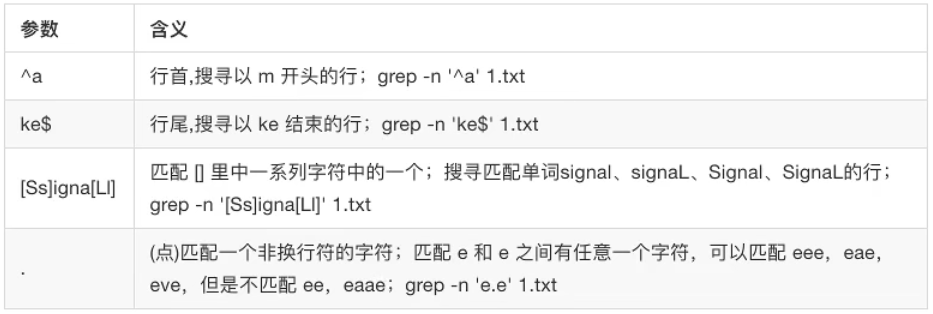 参数 含义
^a 行首,搜寻以 m 开头的行；grep -n '^a' 1.txt
ke$ 行尾,搜寻以 ke 结束的行；grep -n 'ke$' 1.txt
匹配 [] 里中一系列字符中的一个；搜寻匹配单词signal、signaL、Signal、SignaL的行；
[Ss]igna[Ll]
grep -n '[Ss]igna[Ll]' 1.txt
(点)匹配一个非换行符的字符；匹配 e 和 e 之间有任意一个字符，可以匹配 eee，eae，
.
eve，但是不匹配 ee，eaae；grep -n 'e.e' 1.txt